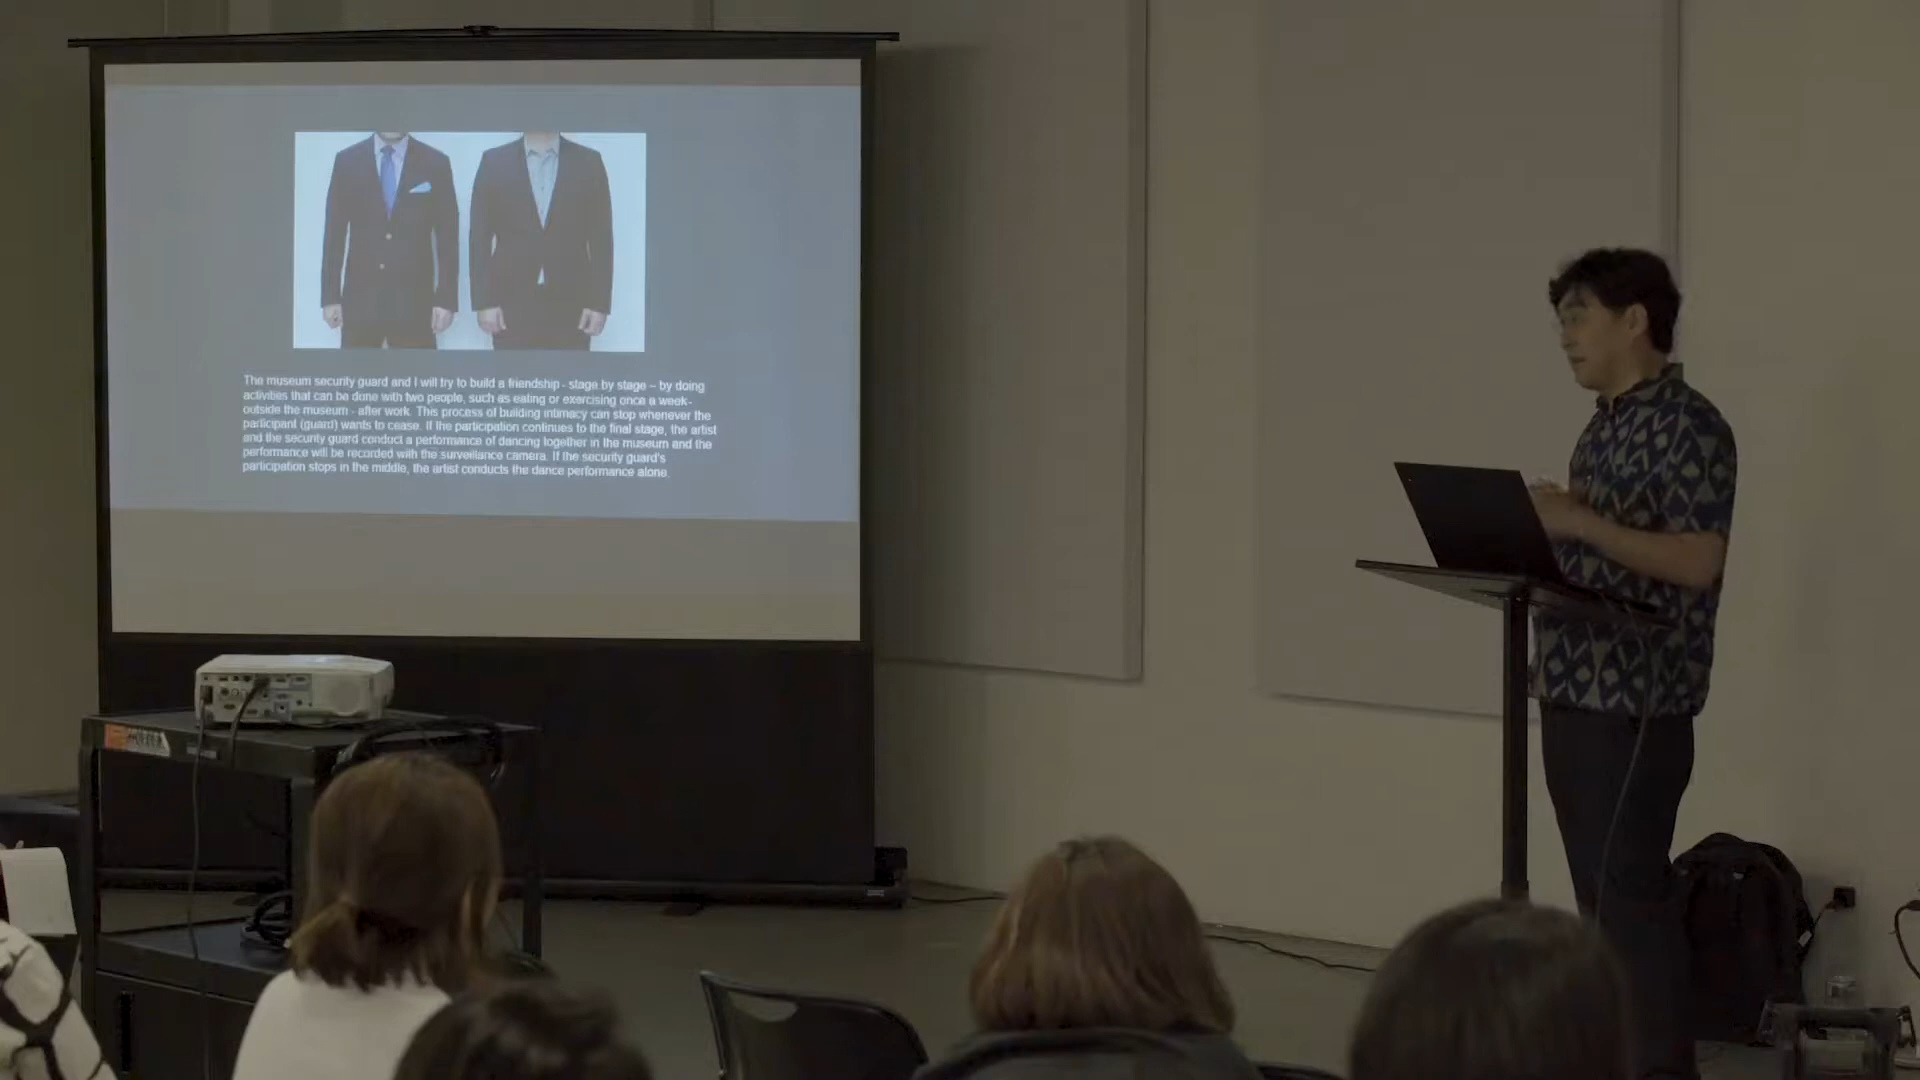 The museum security guard and I will try to build a friendship - stage by stage – by doing
activities that can be done with two people, such as eating or exercising once a week-
outside the museum - after work. This process of building intimacy can stop whenever the
participant (guard) wants to cease. If the participation continues to the final stage, the artist
and the security guard conduct a performance of dancing together in the museum and the
performance will be recorded with the surveillance camera. If the security guard's
participation stops in the middle, the artist conducts the dance performance alone.